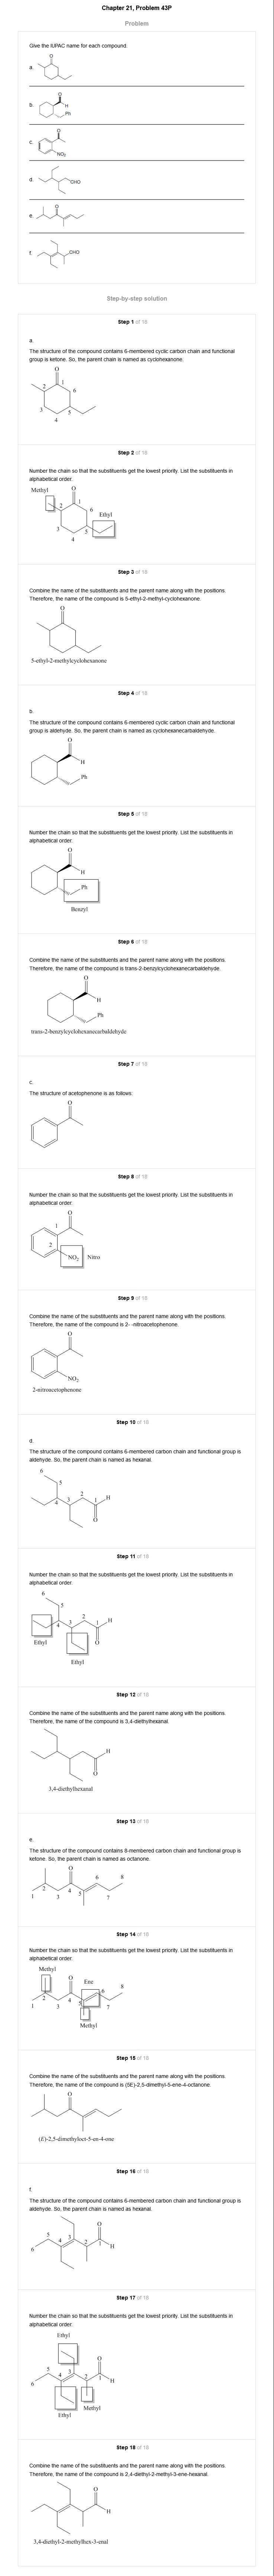 Chapter 21, Problem 43P
Problem
Give the IUPAC name for each compound.
a.
O
b.
O
H
Ph
c.
O
NO2
d.
CHO
e.
O
f.
CHO
Step-by-step solution
Step 1 of 18
a.
The structure of the compound contains 6-membered cyclic carbon chain and functional
group is ketone. So, the parent chain is named as cyclohexanone.
O
2 1 6
3 5
4
Step 2 of 18
Number the chain so that the substituents get the lowest priority. List the substituents in
alphabetical order.
Methyl O
2 1 6 Ethyl
3 5
4
Step 3 of 18
Combine the name of the substituents and the parent name along with the positions.
Therefore, the name of the compound is 5-ethyl-2-methyl-cyclohexanone.
O
5-ethyl-2-methylcyclohexanone
Step 4 of 18
b.
The structure of the compound contains 6-membered cyclic carbon chain and functional
group is aldehyde. So, the parent chain is named as cyclohexanecarbaldehyde.
O
H
Ph
Step 5 of 18
Number the chain so that the substituents get the lowest priority. List the substituents in
alphabetical order.
O
H
Ph
Benzyl
Step 6 of 18
Combine the name of the substituents and the parent name along with the positions.
Therefore, the name of the compound is trans-2-benzylcyclohexanecarbaldehyde.
O
H
Ph
trans-2-benzylcyclohexanecarbaldehyde
Step 7 of 18
c.
The structure of acetophenone is as follows:
O
Step 8 of 18
Number the chain so that the substituents get the lowest priority. List the substituents in
alphabetical order.
O
1
2
NO2 Nitro
Step 9 of 18
Combine the name of the substituents and the parent name along with the positions.
Therefore, the name of the compound is 2- -nitroacetophenone.
O
NO2
2-nitroacetophenone
Step 10 of 18
d.
The structure of the compound contains 6-membered carbon chain and functional group is
aldehyde. So, the parent chain is named as hexanal.
6
5
4 3 2 1 H
O
Step 11 of 18
Number the chain so that the substituents get the lowest priority. List the substituents in
alphabetical order.
6
5
4 3 2 1 H
Ethyl O
Ethyl
Step 12 of 18
Combine the name of the substituents and the parent name along with the positions.
Therefore, the name of the compound is 3,4-diethylhexanal.
H
O
3,4-diethylhexanal
Step 13 of 18
e.
The structure of the compound contains 8-membered carbon chain and functional group is
ketone. So, the parent chain is named as octanone.
O
1 2 3 4 5 6 7 8
Step 14 of 18
Number the chain so that the substituents get the lowest priority. List the substituents in
alphabetical order.
Methyl
O Ene
1 2 3 4 5 6 7 8
Methyl
Step 15 of 18
Combine the name of the substituents and the parent name along with the positions.
Therefore, the name of the compound is (5E)-2,5-dimethyl-5-ene-4-octanone.
O
(E)-2,5-dimethyloct-5-en-4-one
Step 16 of 18
f.
The structure of the compound contains 6-membered carbon chain and functional group is
aldehyde. So, the parent chain is named as hexanal.
O
6 5 4 3 2 1 H
Step 17 of 18
Number the chain so that the substituents get the lowest priority. List the substituents in
alphabetical order.
Ethyl
O
6 5 4 3 2 1 H
Methyl
Ethyl
Step 18 of 18
Combine the name of the substituents and the parent name along with the positions.
Therefore, the name of the compound is 2,4-diethyl-2-methyl-3-ene-hexanal.
O
H
3,4-diethyl-2-methylhex-3-enal